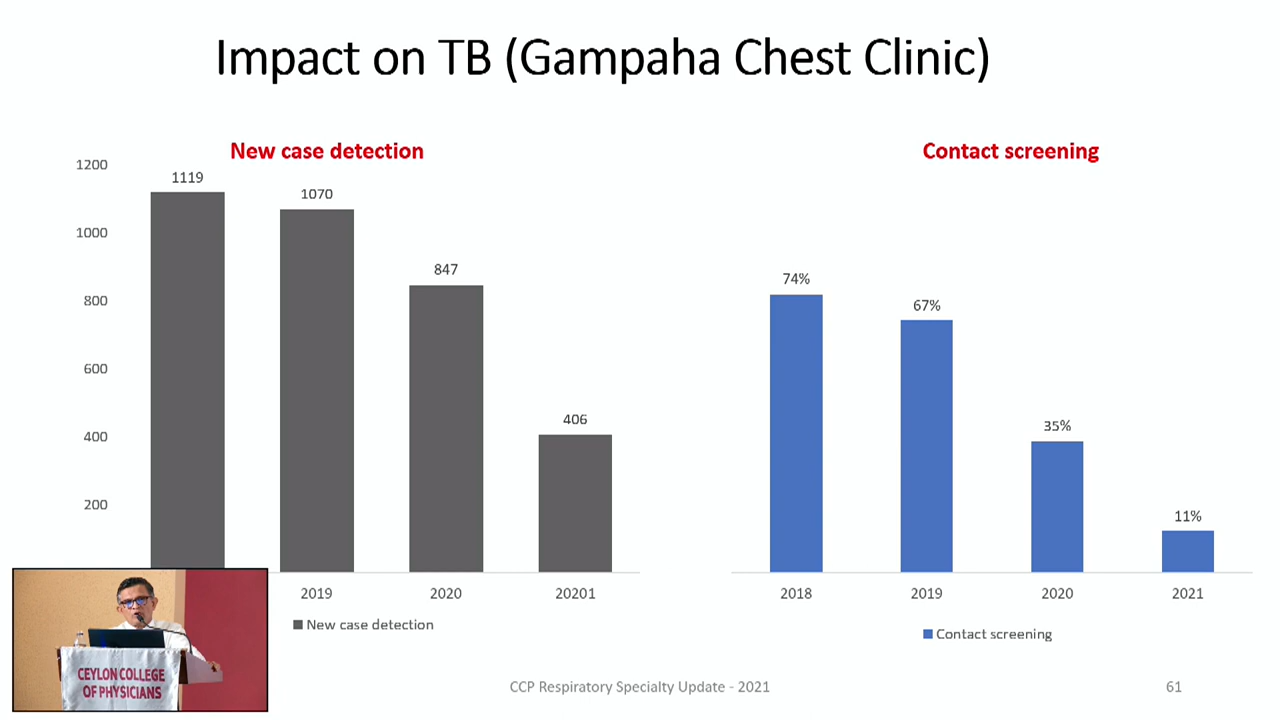 Impact on TB (Gampaha Chest Clinic)
New case detection
1200
1000
800
600
400
200
1119
1070
847
406
2019
2020
20201
New case detection
Contact screening
74%
67%
35%
11%
2018
2019
2020
2021
Contact screening
CEYLON COLLEGE
OF PHYSICIANS
CCP Respiratory Specialty Update - 2021
61